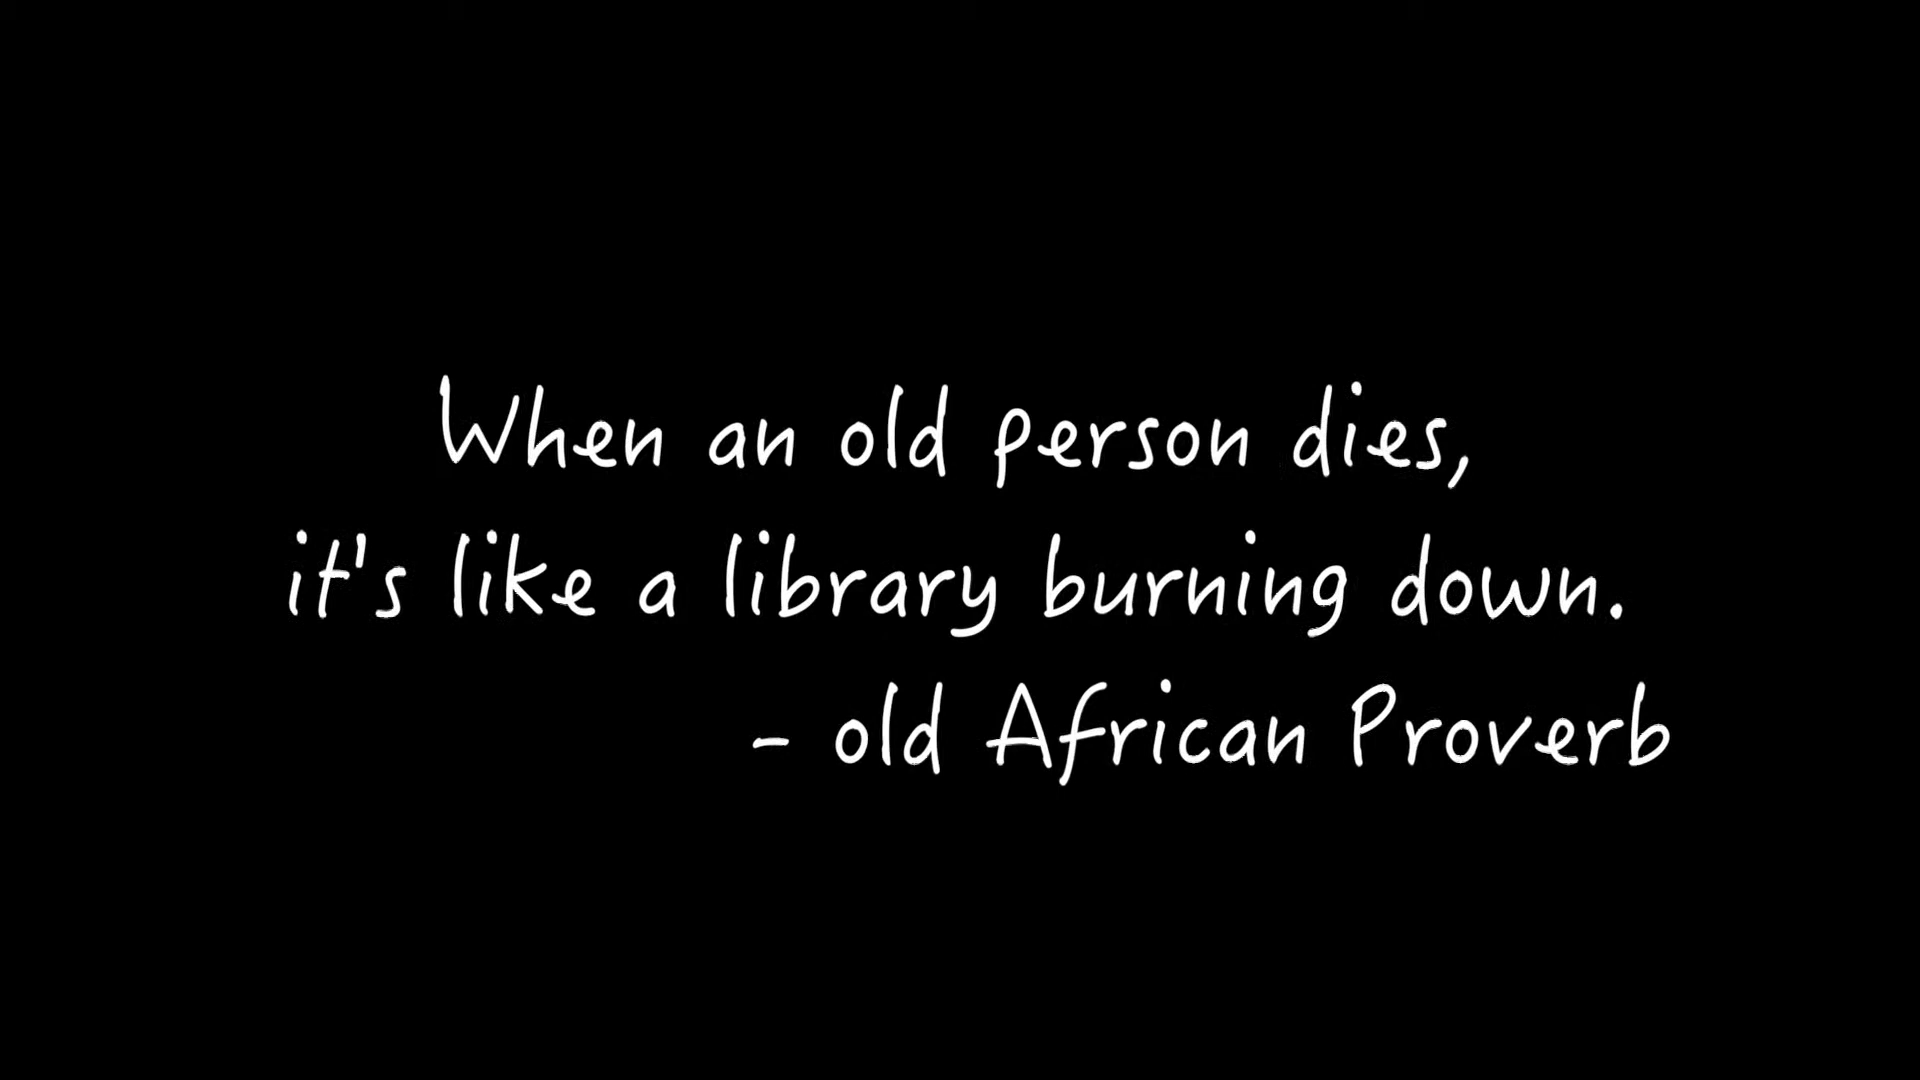 When an old person dies,
it's like a library burning down.
- old African Proverb